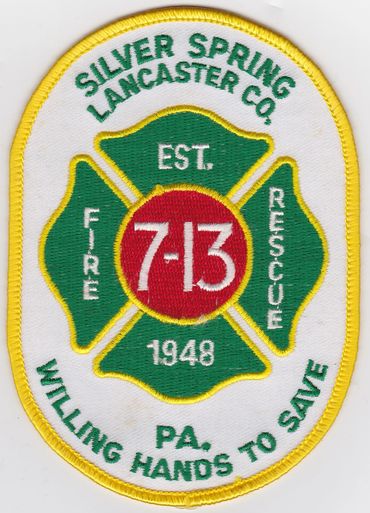 SILVER SPRING
LANCASTER CO.
EST.
FIRE
7-13
RESCUE
1948
PA.
WILLING HANDS TO SAVE